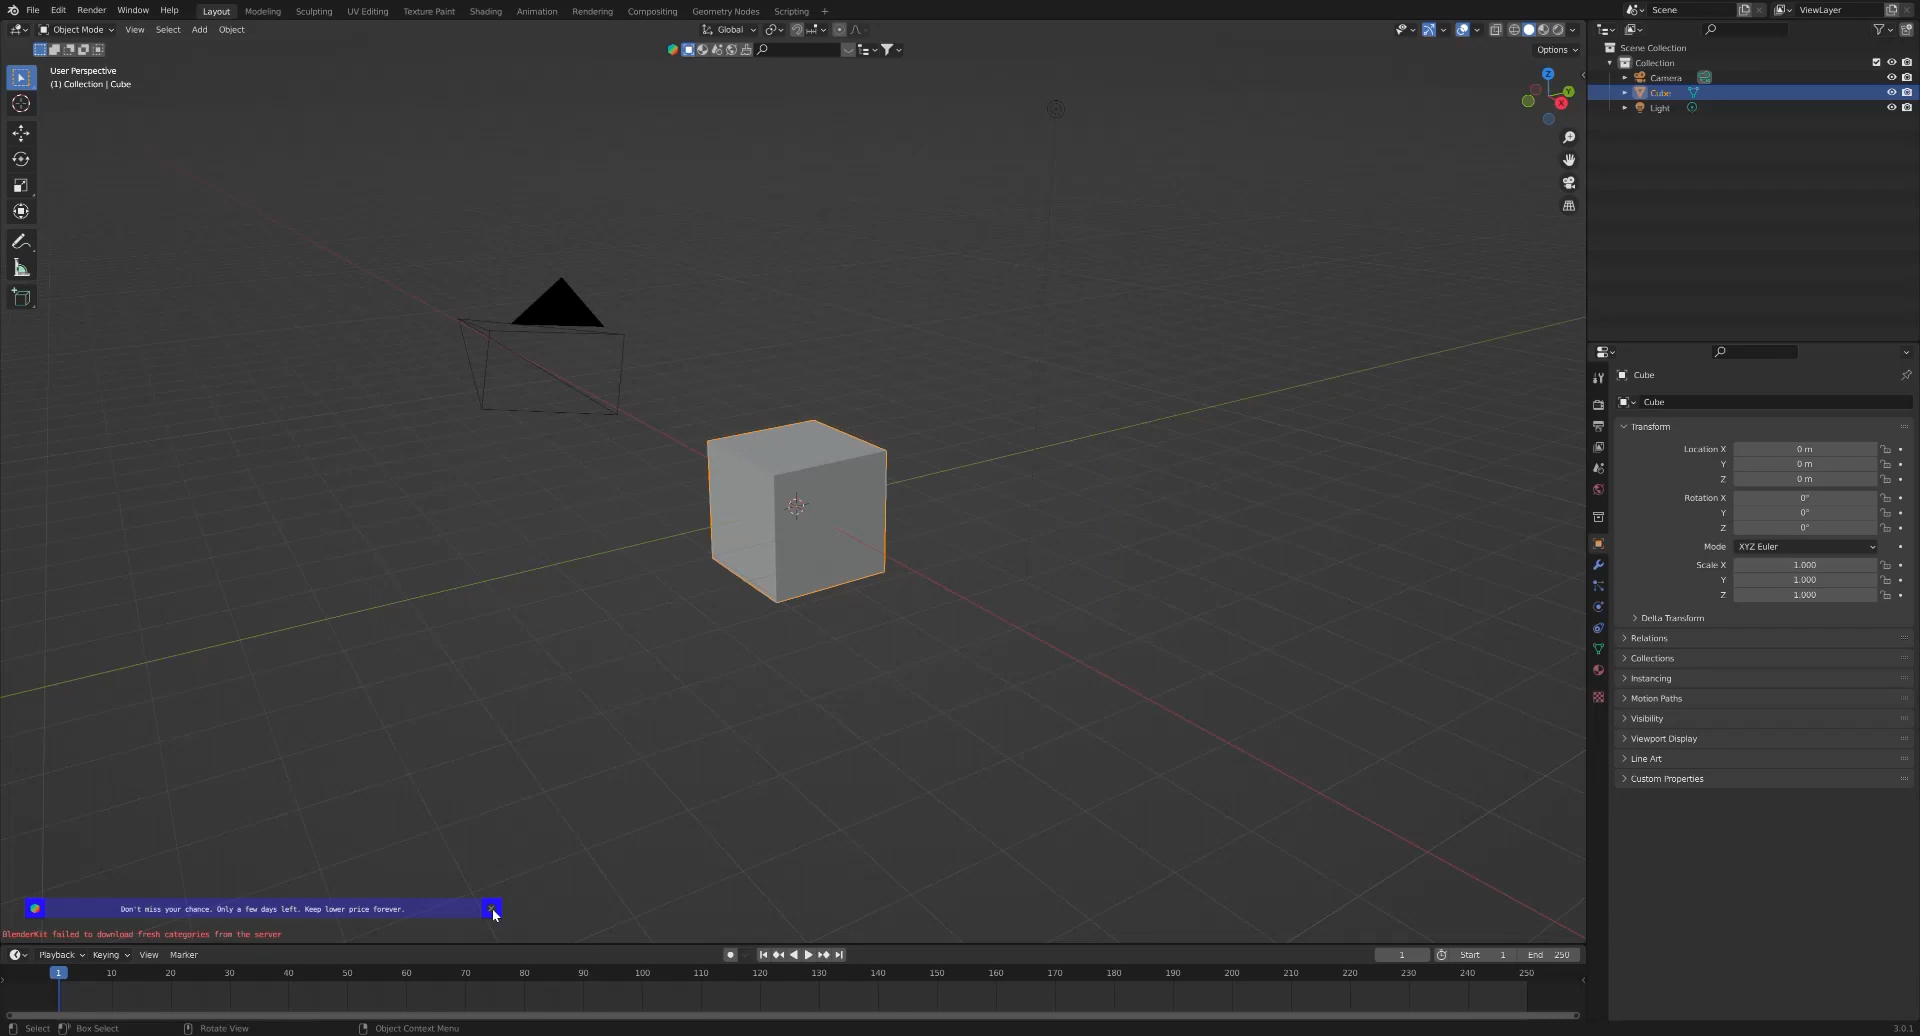 File Edit Render Window Help Layout Modeling Sculpting UV Editing Texture Paint Shading Animation Rendering Compositing Geometry Nodes Scripting + Scene ViewLayer
Object Mode View Select Add Object Global
Options
User Perspective
(1) Collection | Cube
Z
Y
X
Scene Collection
Collection
Camera
Cube
Light
Cube
Cube
Transform
Location X 0 m
Y 0 m
Z 0 m
Rotation X 0°
Y 0°
Z 0°
Mode XYZ Euler
Scale X 1.000
Y 1.000
Z 1.000
Delta Transform
Relations
Collections
Instancing
Motion Paths
Visibility
Viewport Display
Line Art
Custom Properties
Don't miss your chance. Only a few days left. Keep lower price forever.
BlenderKit failed to download fresh categories from the server
Playback Keying View Marker 1 Start 1 End 250
1 10 20 30 40 50 60 70 80 90 100 110 120 130 140 150 160 170 180 190 200 210 220 230 240 250
Select Box Select Rotate View Object Context Menu 3.0.1